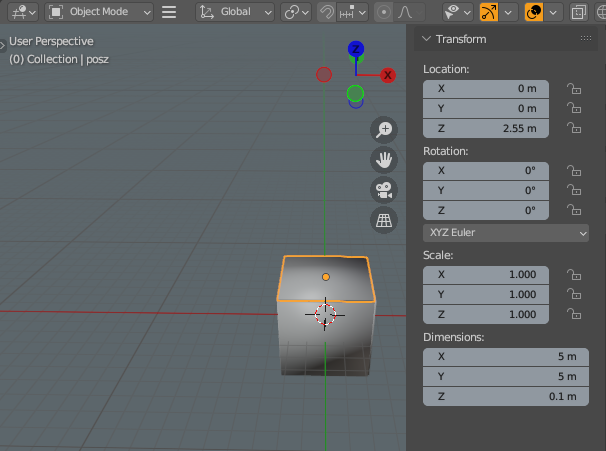 Object Mode
Global
User Perspective
(0) Collection | posz
Z
X
Transform
Location:
X 0 m
Y 0 m
Z 2.55 m
Rotation:
X 0°
Y 0°
Z 0°
XYZ Euler
Scale:
X 1.000
Y 1.000
Z 1.000
Dimensions:
X 5 m
Y 5 m
Z 0.1 m